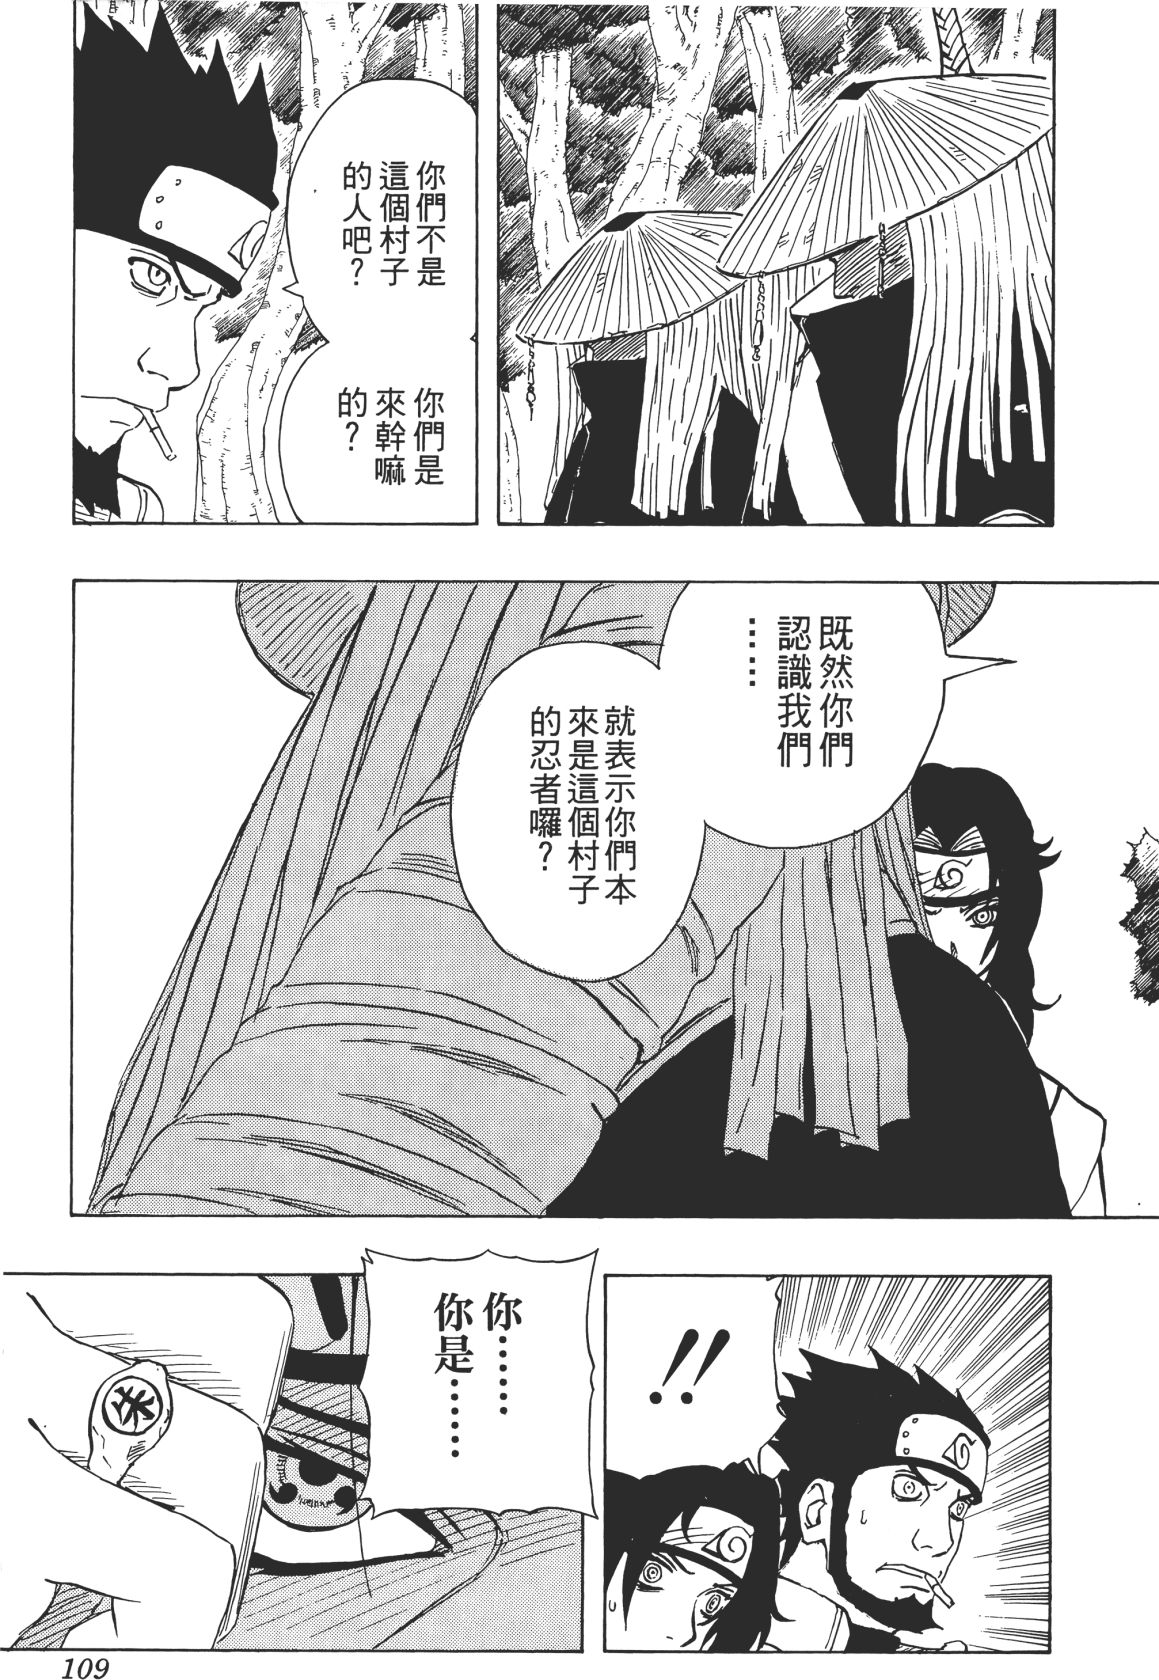 你們不是
這個村子
的人吧？
你們是
來幹嘛
的？
既然你們
認識我們
……
就表示你們本
來是這個村子
的忍者囉？
!!
你……
你是……
朱
109